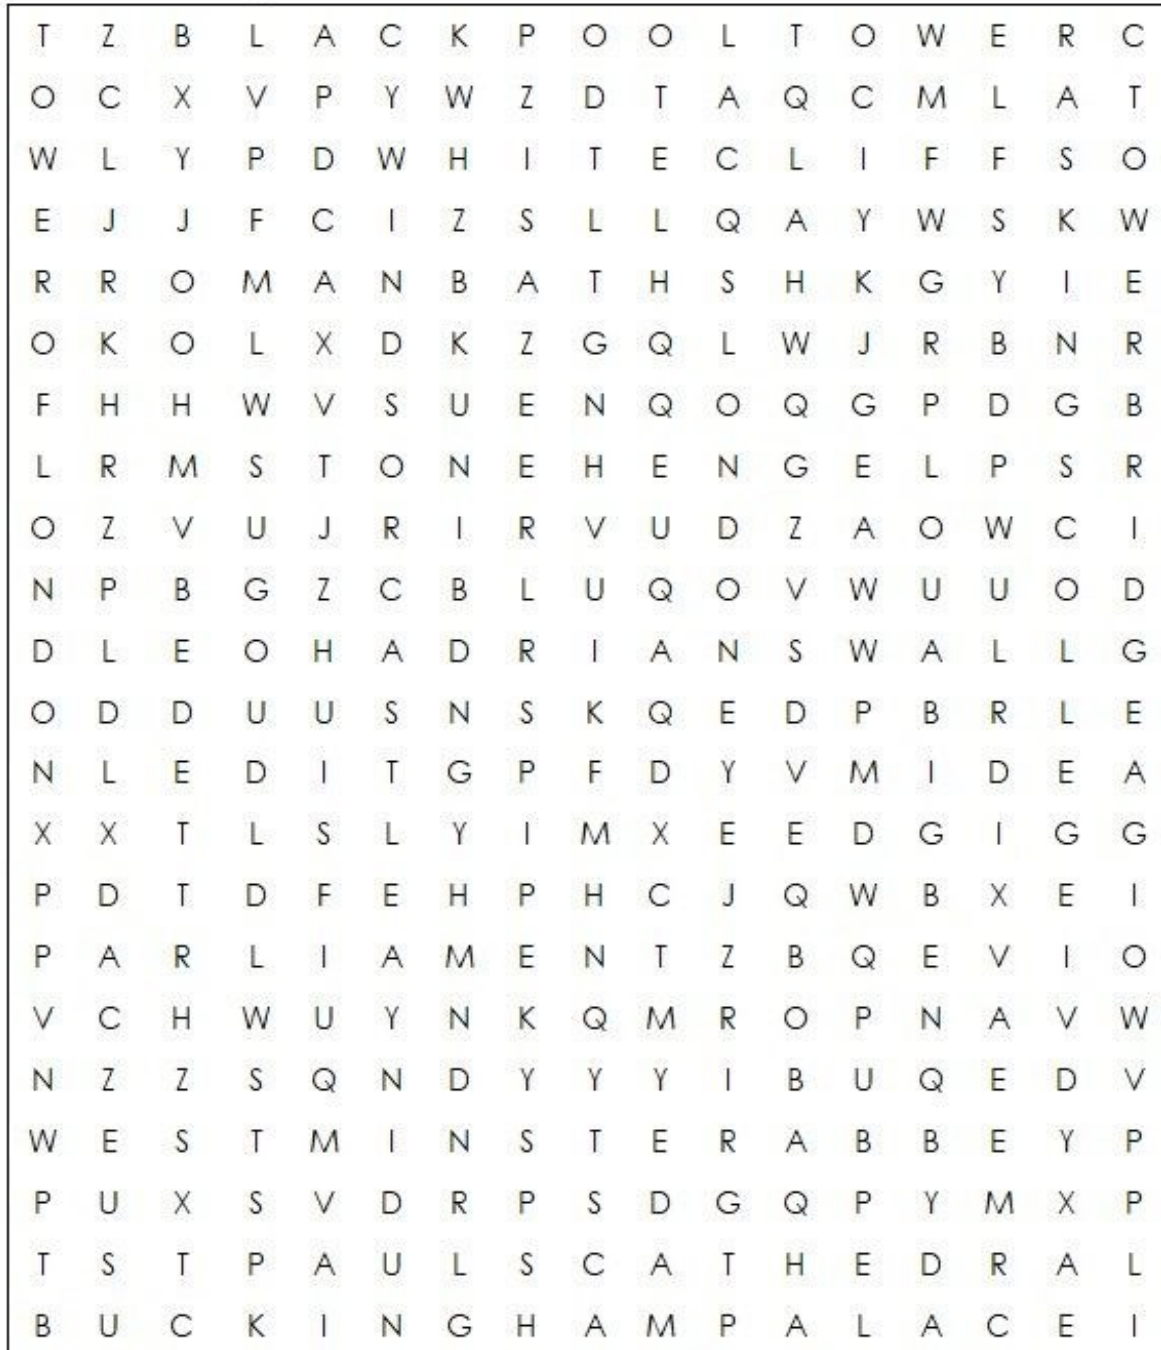 T Z B L A C K P O O L T O W E R C
O C X V P Y W Z D T A Q C M L A T
W L Y P D W H I T E C L I F F S O
E J J F C I Z S L L Q A Y W S K W
R R O M A N B A T H S H K G Y I E
O K O L X D K Z G Q L W J R B N R
F H H W V S U E N Q O Q G P D G B
L R M S T O N E H E N G E L P S R
O Z V U J R I R V U D Z A O W C I
N P B G Z C B L U Q O V W U U O D
D L E O H A D R I A N S W A L L G
O D D U U S N S K Q E D P B R L E
N L E D I T G P F D Y V M I D E A
X X T L S L Y I M X E E D G I G G
P D T D F E H P H C J Q W B X E I
P A R L I A M E N T Z B Q E V I O
V C H W U Y N K Q M R O P N A V W
N Z Z S Q N D Y Y Y I B U Q E D V
W E S T M I N S T E R A B B E Y P
P U X S V D R P S D G Q P Y M X P
T S T P A U L S C A T H E D R A L
B U C K I N G H A M P A L A C E I